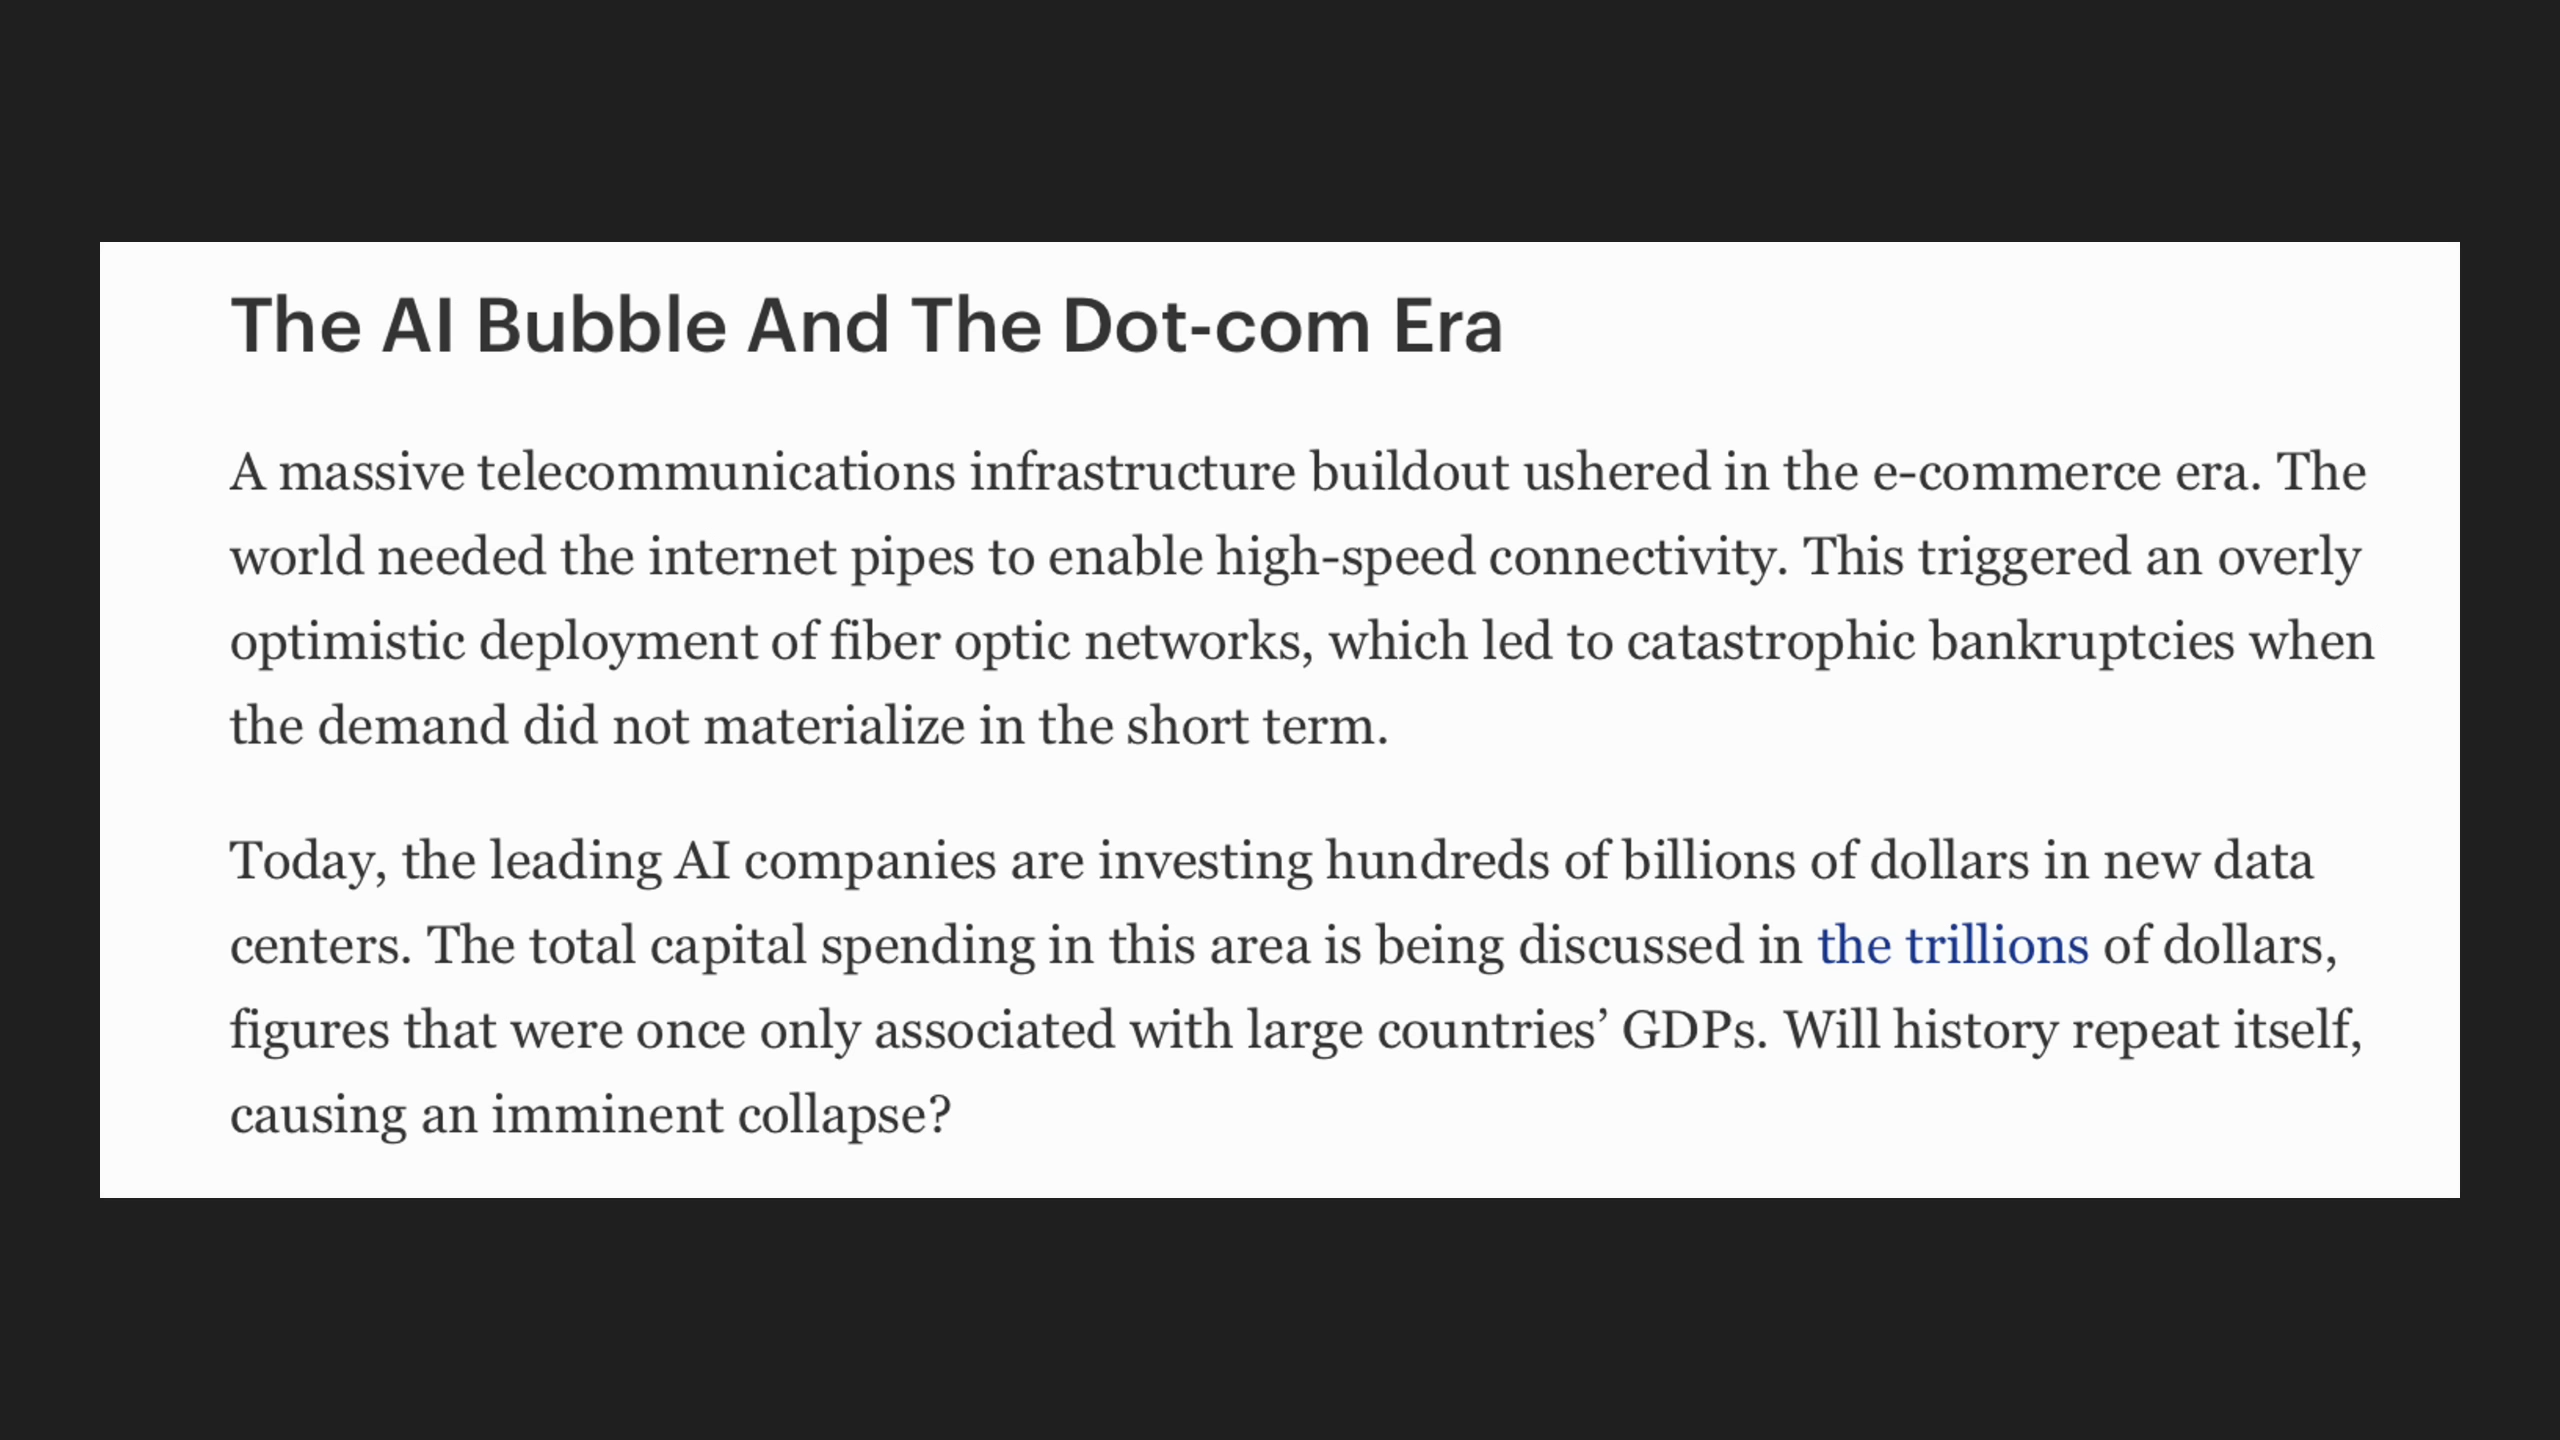 The AI Bubble And The Dot-com Era
A massive telecommunications infrastructure buildout ushered in the e-commerce era. The
world needed the internet pipes to enable high-speed connectivity. This triggered an overly
optimistic deployment of fiber optic networks, which led to catastrophic bankruptcies when
the demand did not materialize in the short term.
Today, the leading AI companies are investing hundreds of billions of dollars in new data
centers. The total capital spending in this area is being discussed in the trillions of dollars,
figures that were once only associated with large countries’ GDPs. Will history repeat itself,
causing an imminent collapse?